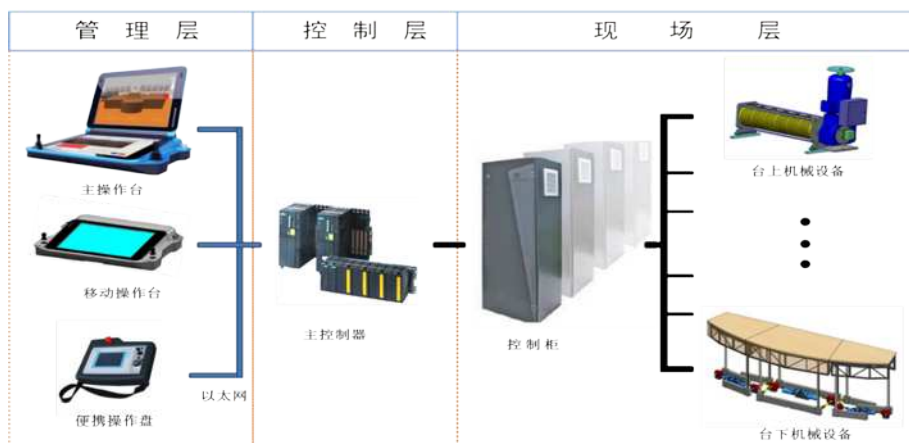 管理层
控制层
现场层
主操作台
移动操作台
便携操作盘
以太网
主控制器
控制柜
台上机械设备
台下机械设备